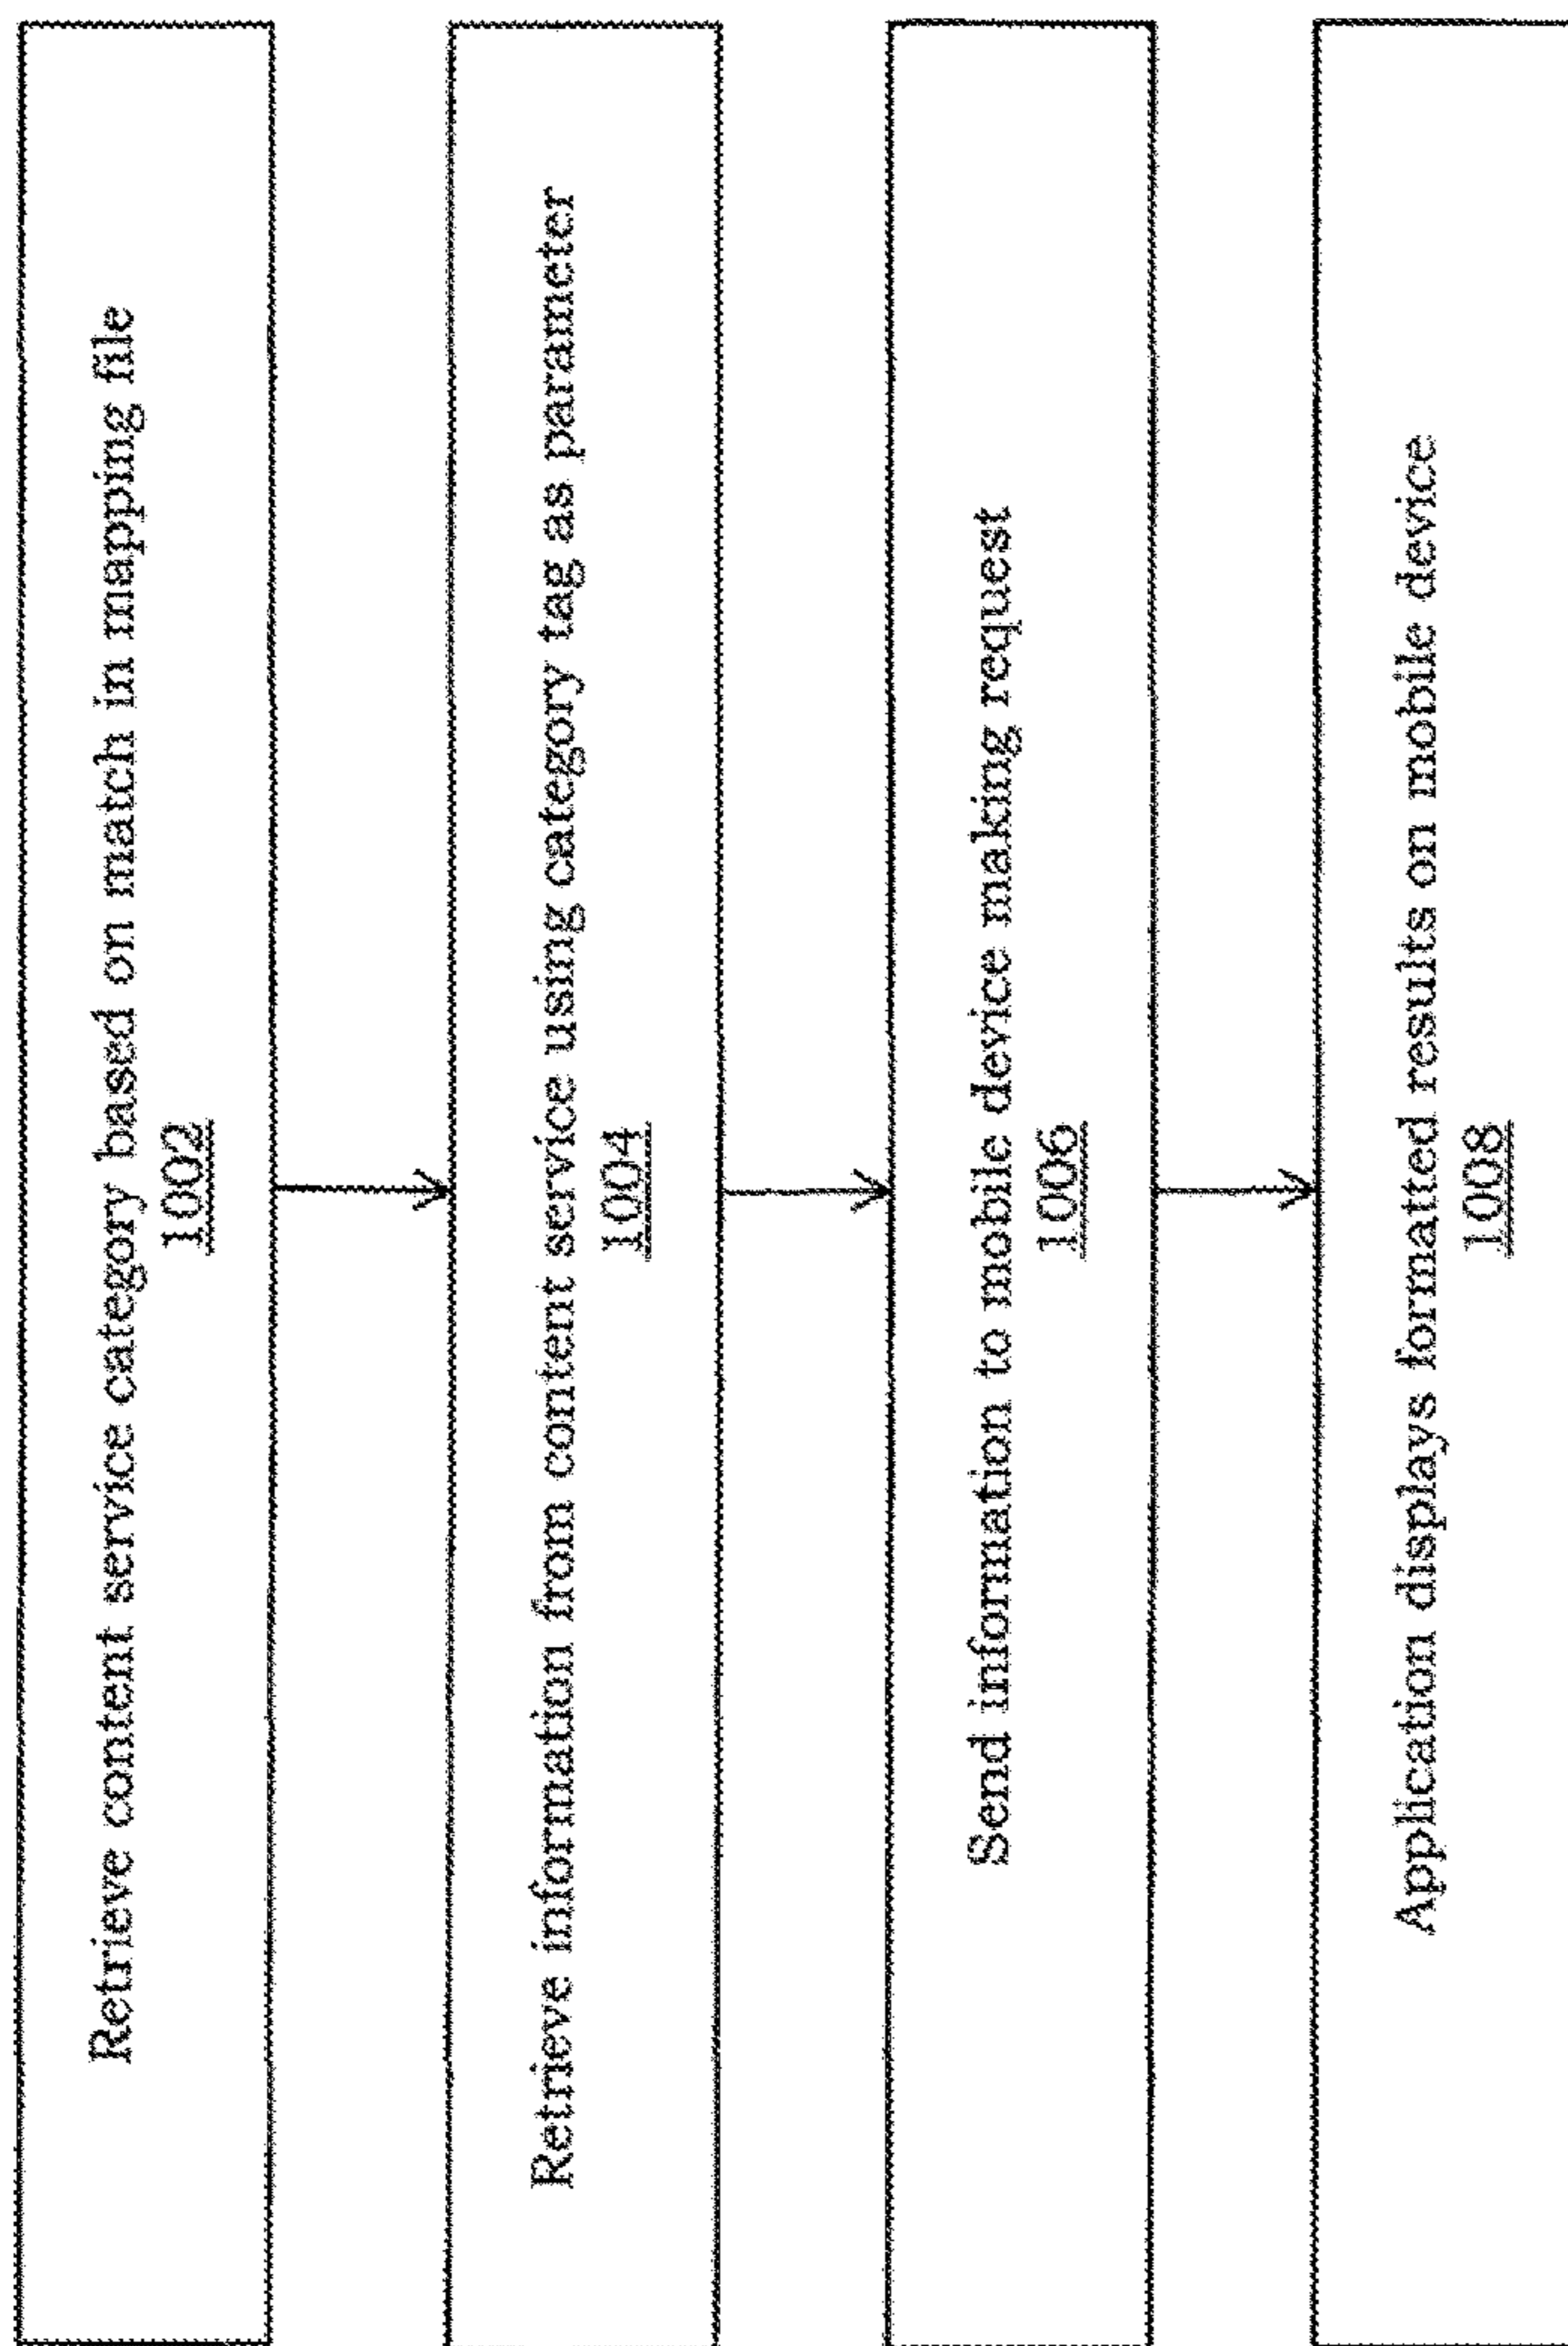 Retrieve content service category based on match in mapping file
1002
Retrieve information from content service using category tag as parameter
1004
Send information to mobile device making request
1006
Application displays formatted results on mobile device
1008